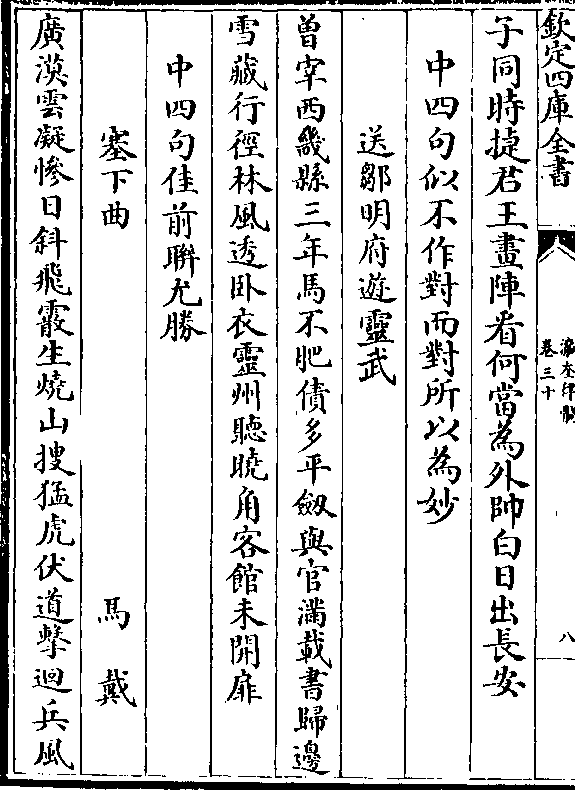 欽定四庫全書
瀛奎律髓
卷三十
八
子同時捷君王畫陣看何當為外帥白日出長安
中四句似不作對而對所以為妙
送鄒明府遊靈武
曽宰西畿縣三年馬不肥債多平劔與官滿載書歸邊
雪藏行徑林風透卧衣靈州聽曉角客館未開扉
中四句佳前聨尤勝
塞下曲
馬戴
廣漠雲凝慘日斜飛霰生燒山搜猛虎伏道擊迴兵風